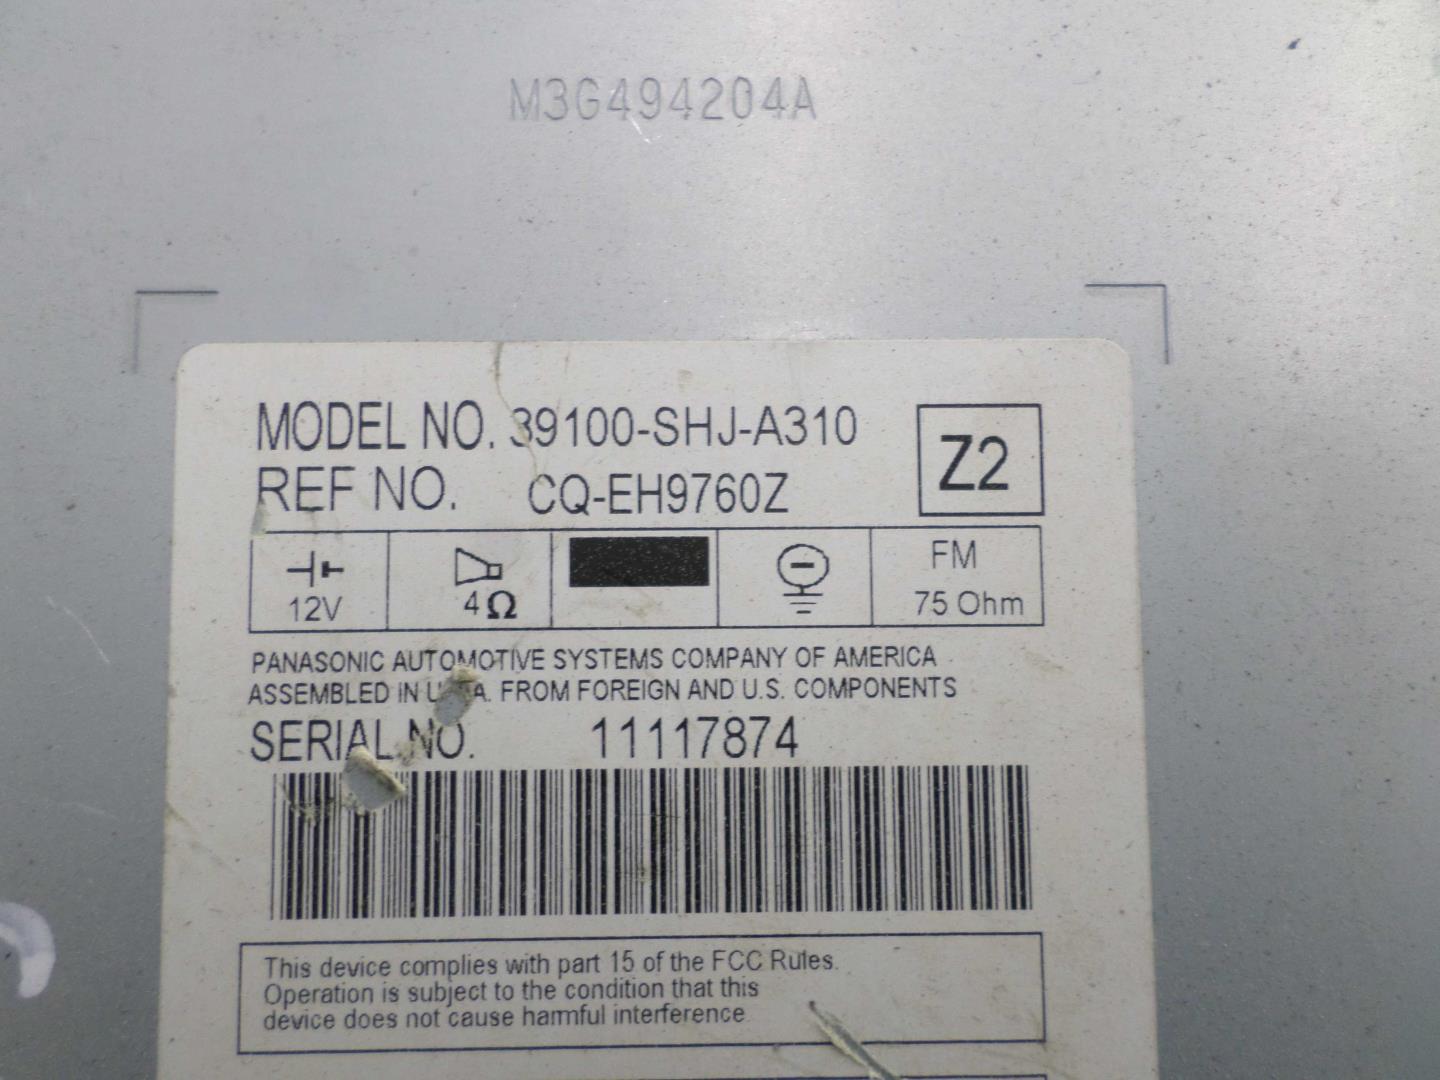 M3G494204A
MODEL NO. 39100-SHJ-A310
Z2
REF NO. CQ-EH9760Z
12V
4Ω
FM
75 Ohm
PANASONIC AUTOMOTIVE SYSTEMS COMPANY OF AMERICA
ASSEMBLED IN U.S.A. FROM FOREIGN AND U.S. COMPONENTS
SERIAL NO. 11117874
This device complies with part 15 of the FCC Rules.
Operation is subject to the condition that this
device does not cause harmful interference